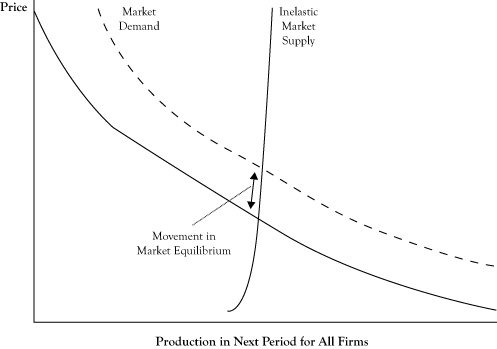 Price
Market
Demand
Inelastic
Market
Supply
Movement in
Market Equilibrium
Production in Next Period for All Firms